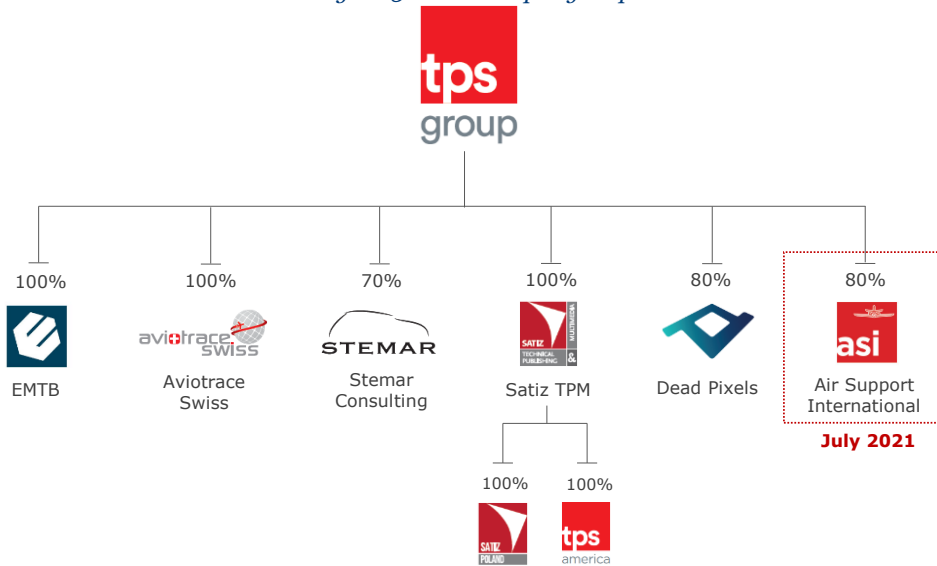 tps
group
100%
100%
70%
100%
80%
80%
aviotrace
swiss
STEMAR
SATIZ
TECHNICAL
PUBLISHING
&
MULTIMEDIA
asi
EMTB
Aviotrace
Swiss
Stemar
Consulting
Satiz TPM
Dead Pixels
Air Support
International
July 2021
100%
100%
SATIZ
POLAND
tps
america